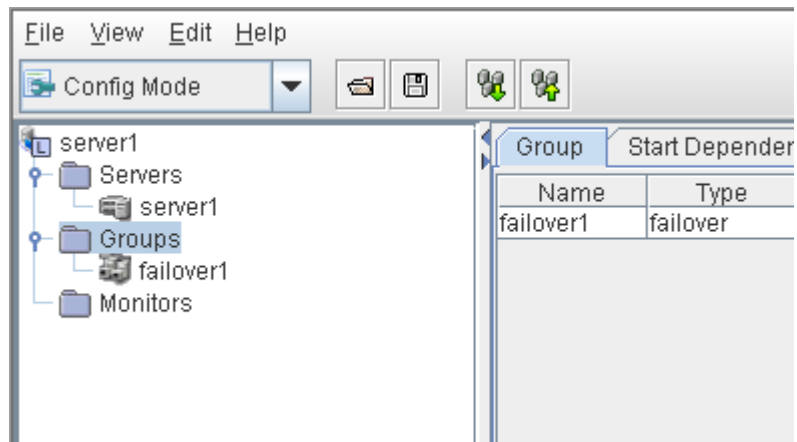 File View Edit Help
Config Mode
server1
Servers
server1
Groups
failover1
Monitors
Group Start Depender
Name Type
failover1 failover